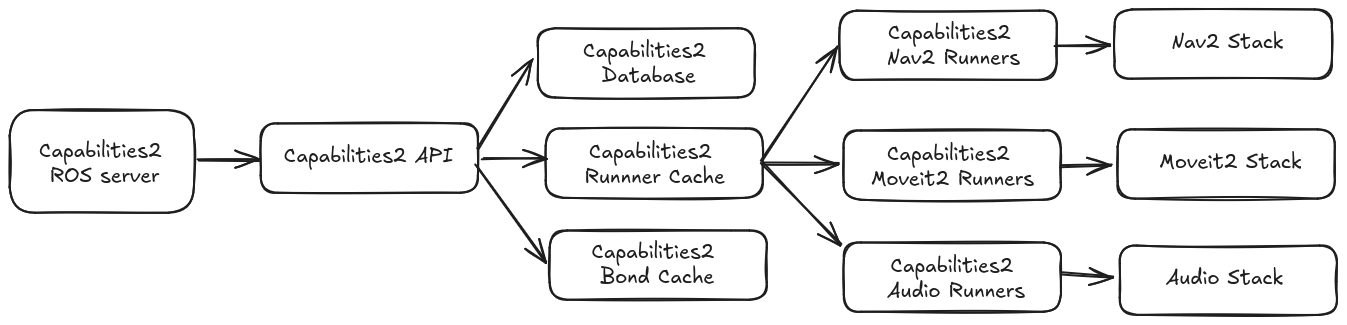 Capabilities2
ROS server
Capabilities2 API
Capabilities2
Database
Capabilities2
Runnner Cache
Capabilities2
Bond Cache
Capabilities2
Nav2 Runners
Capabilities2
Moveit2 Runners
Capabilities2
Audio Runners
Nav2 Stack
Moveit2 Stack
Audio Stack